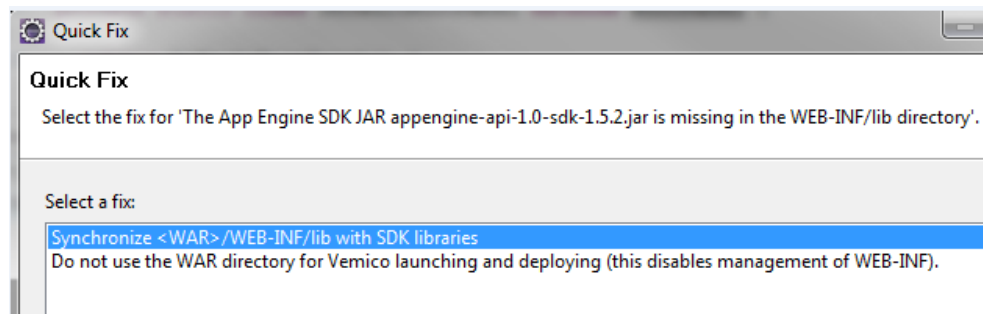 Quick Fix
Quick Fix
Select the fix for 'The App Engine SDK JAR appengine-api-1.0-sdk-1.5.2.jar is missing in the WEB-INF/lib directory'.
Select a fix:
Synchronize <WAR>/WEB-INF/lib with SDK libraries
Do not use the WAR directory for Vemico launching and deploying (this disables management of WEB-INF).